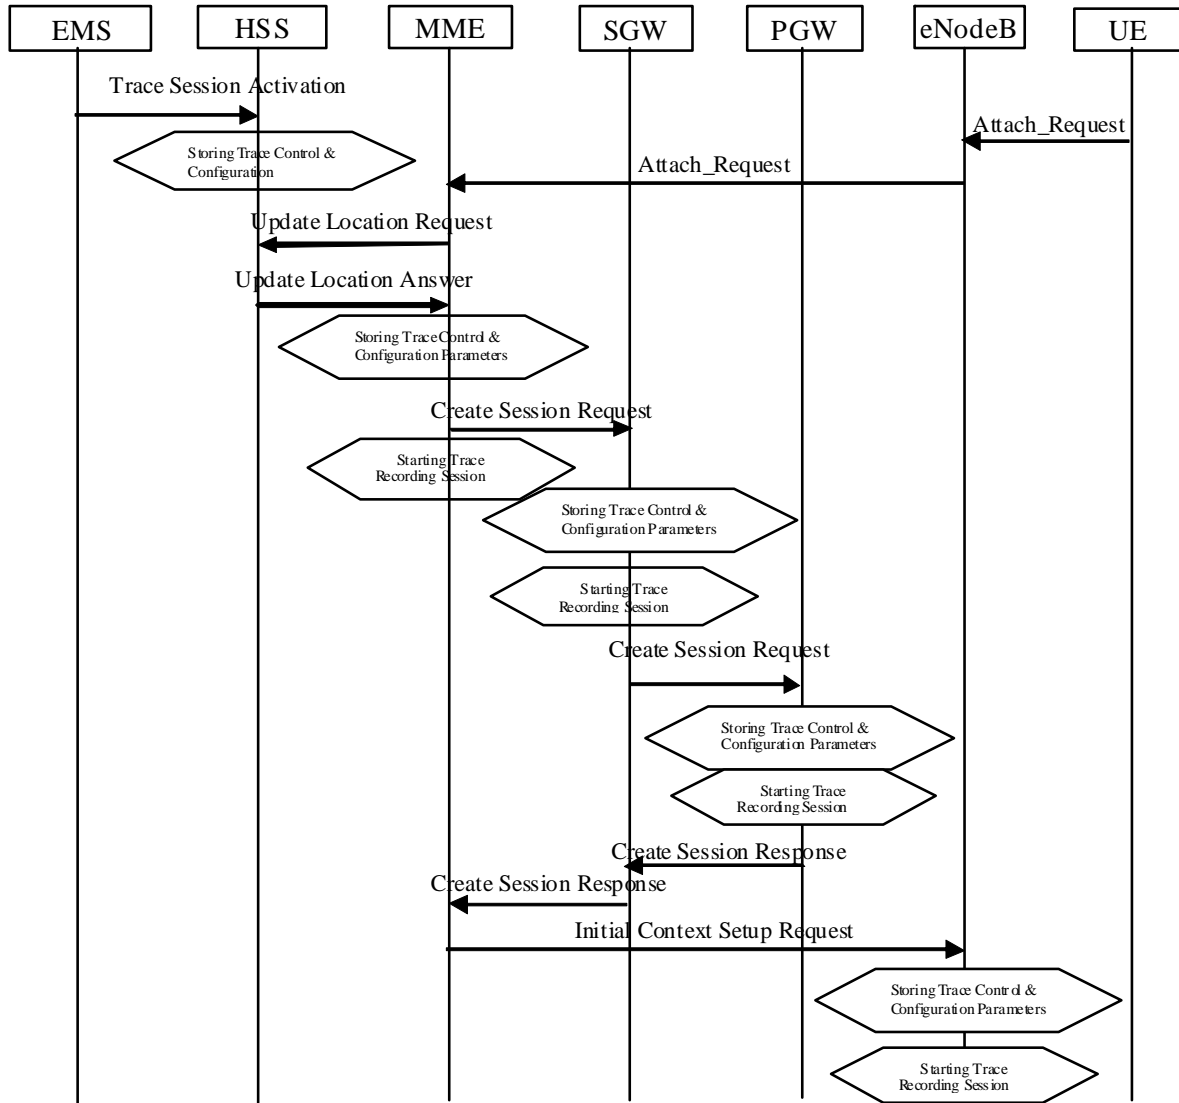 EMS
HSS
MME
SGW
PGW
eNodeB
UE
Trace Session Activation
Attach_Request
Storing Trace Control &
Configuration
Attach_Request
Update Location Request
Update Location Answer
Storing Trace Control &
Configuration Parameters
Create Session Request
Starting Trace
Recording Session
Storing Trace Control &
Configuration Parameters
Starting Trace
Recording Session
Create Session Request
Storing Trace Control &
Configuration Parameters
Starting Trace
Recording Session
Create Session Response
Create Session Response
Initial Context Setup Request
Storing Trace Control &
Configuration Parameters
Starting Trace
Recording Session